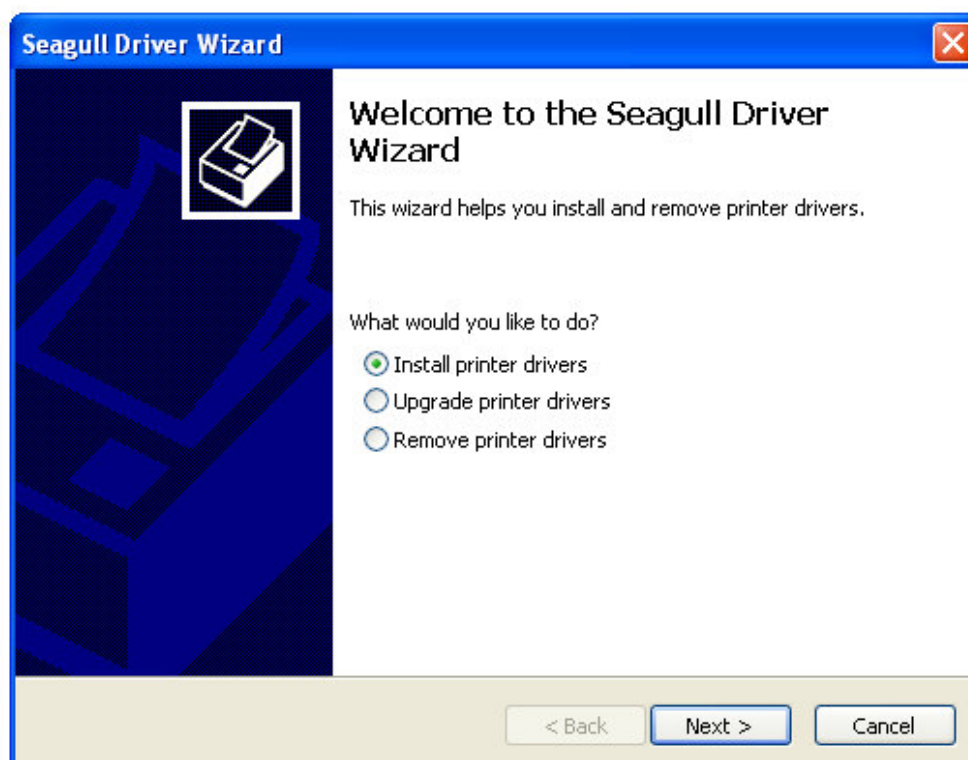 Seagull Driver Wizard
Welcome to the Seagull Driver
Wizard
This wizard helps you install and remove printer drivers.
What would you like to do?
Install printer drivers
Upgrade printer drivers
Remove printer drivers
< Back Next > Cancel